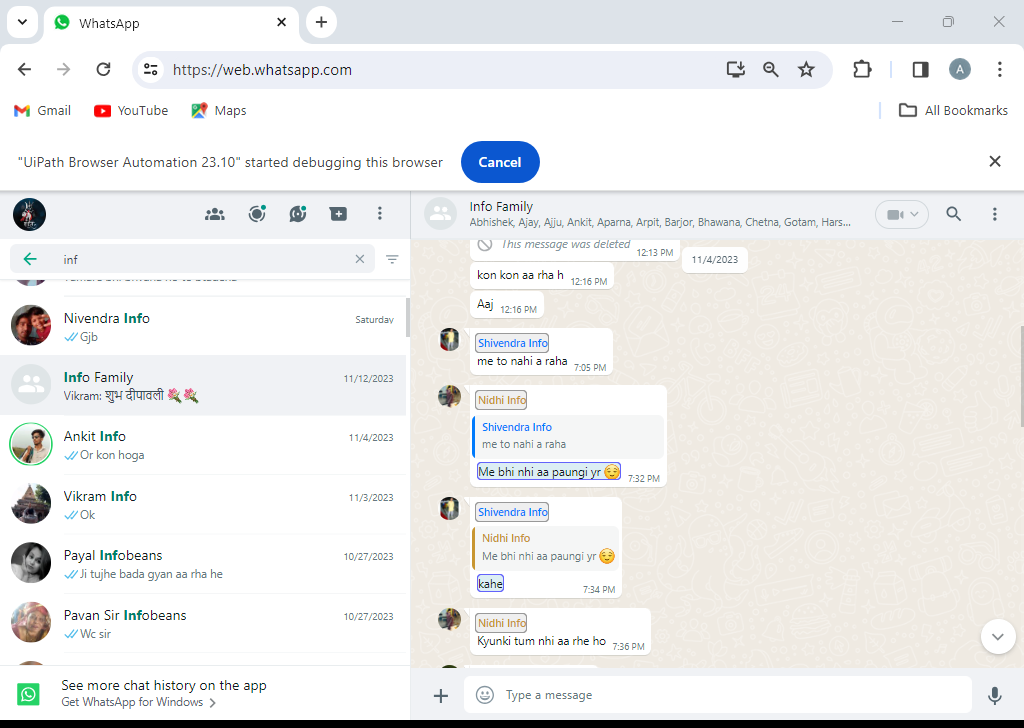 WhatsApp
https://web.whatsapp.com
A
Gmail
YouTube
Maps
All Bookmarks
"UiPath Browser Automation 23.10" started debugging this browser
Cancel
inf
Nivendra Info
Saturday
Gjb
Info Family
11/12/2023
Vikram: शुभ दीपावली 💐💐
Ankit Info
11/4/2023
Or kon hoga
Vikram Info
11/3/2023
Ok
Payal Infobeans
10/27/2023
Ji tujhe bada gyan aa rha he
Pavan Sir Infobeans
10/27/2023
Wc sir
See more chat history on the app
Get WhatsApp for Windows
Info Family
Abhishek, Ajay, Ajju, Ankit, Aparna, Arpit, Barjor, Bhawana, Chetna, Gotam, Hars...
This message was deleted
12:13 PM
11/4/2023
kon kon aa rha h
12:16 PM
Aaj
12:16 PM
Shivendra Info
me to nahi a raha
7:05 PM
Nidhi Info
Shivendra Info
me to nahi a raha
Me bhi nhi aa paungi yr 😌
7:32 PM
Shivendra Info
Nidhi Info
Me bhi nhi aa paungi yr 😌
kahe
7:34 PM
Nidhi Info
Kyunki tum nhi aa rhe ho
7:36 PM
Type a message